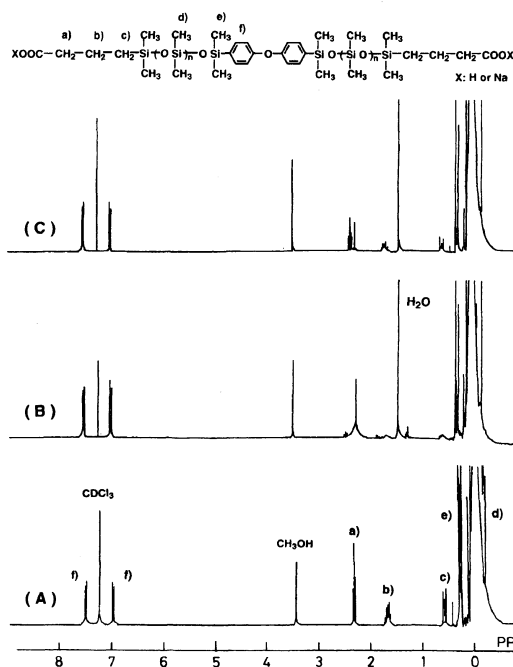 a) b) c) d) e) f)
CH₃ CH₃ CH₃ CH₃ CH₃ CH₃
XOOC-CH₂-CH₂-CH₂-Si-O(Si-O)n Si- -O- -Si-O(Si-O)n Si-CH₂-CH₂-CH₂-COOX
CH₃ CH₃ CH₃ CH₃ CH₃ CH₃
X: H or Na
( C )
H₂O
( B )
CDCl₃
CH₃OH
a)
e)
d)
f)
f)
b)
c)
( A )
8 7 6 5 4 3 2 1 0 PP